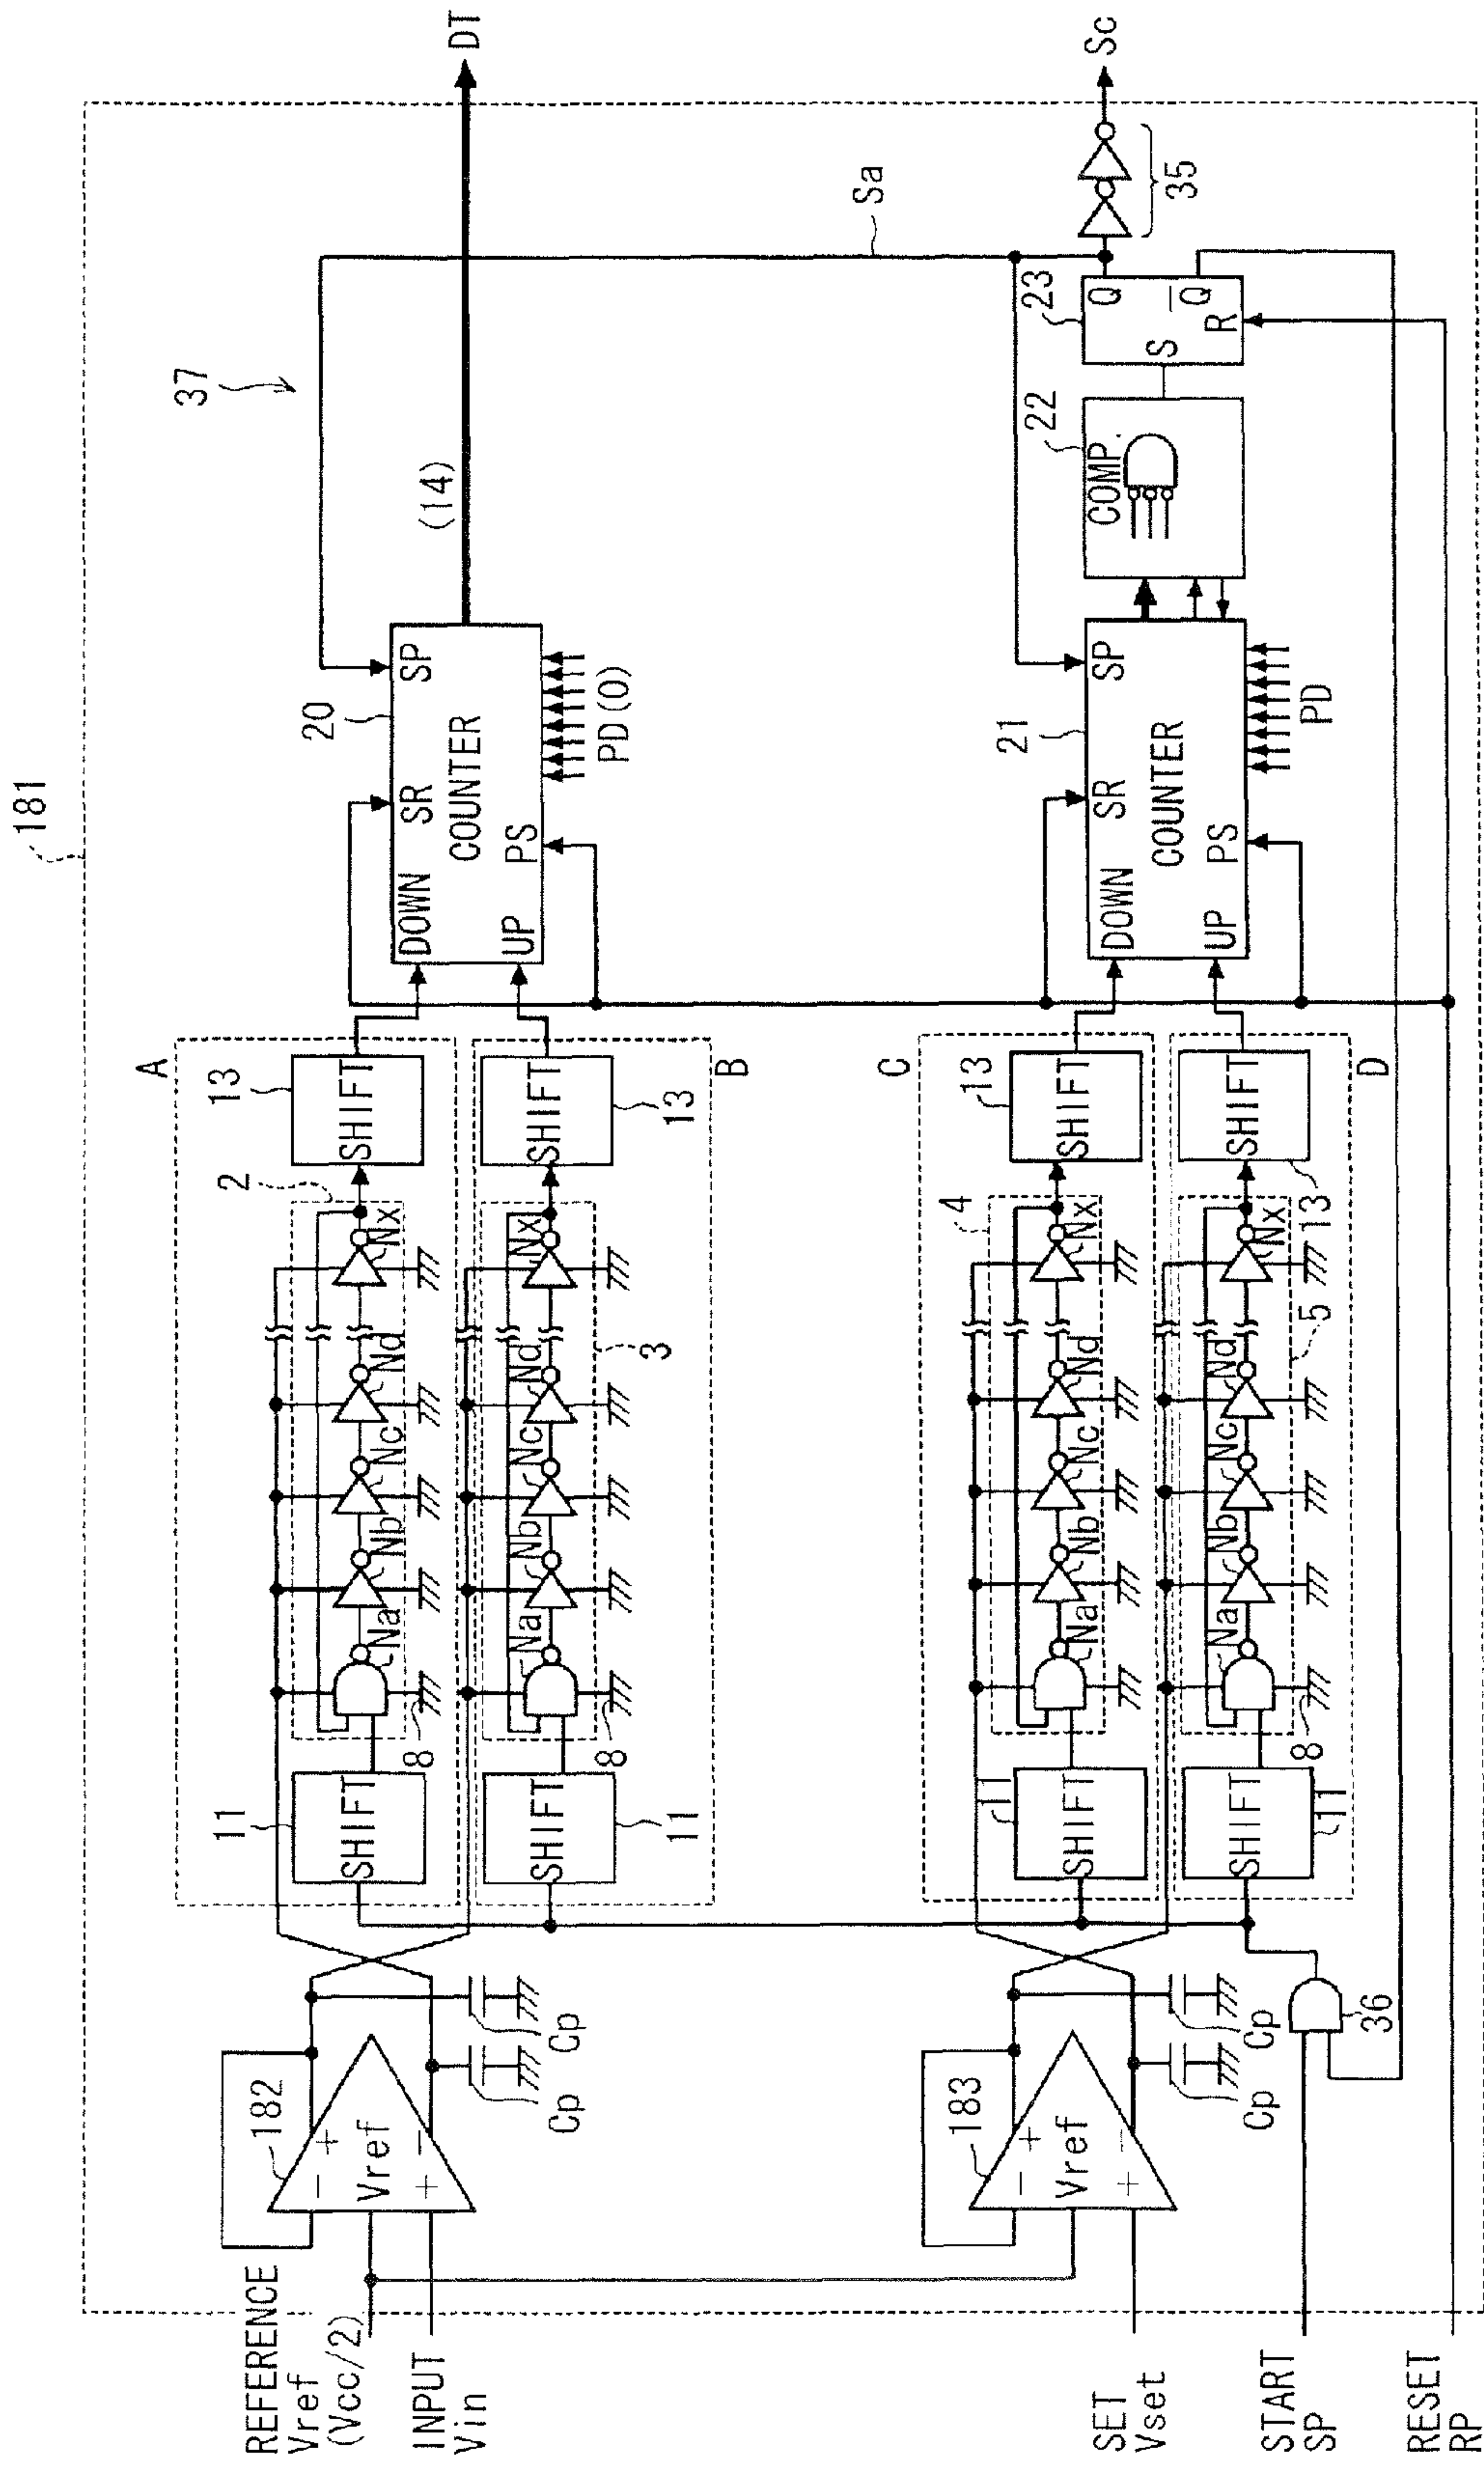 181
37
REFERENCE
Vref
(Vcc/2)
INPUT
Vin
182
−
+
Vref
+
−
Cp
Cp
A
11
SHIFT
8
Na
Nb
Nc
Nd
Nx
2
13
SHIFT
B
11
SHIFT
8
Na
Nb
Nc
Nd
Nx
3
13
SHIFT
20
DOWN
SR
SP
COUNTER
UP
PS
PD(0)
(14)
DT
Sa
SET
Vset
183
−
+
Vref
+
−
Cp
Cp
C
11
SHIFT
Na
Nb
Nc
Nd
Nx
4
13
SHIFT
D
11
SHIFT
8
Na
Nb
Nc
Nd
Nx
5
13
SHIFT
21
DOWN
SR
SP
COUNTER
UP
PS
PD
22
COMP.
23
S
Q
Q̅
R
35
Sc
START
SP
36
RESET
RP